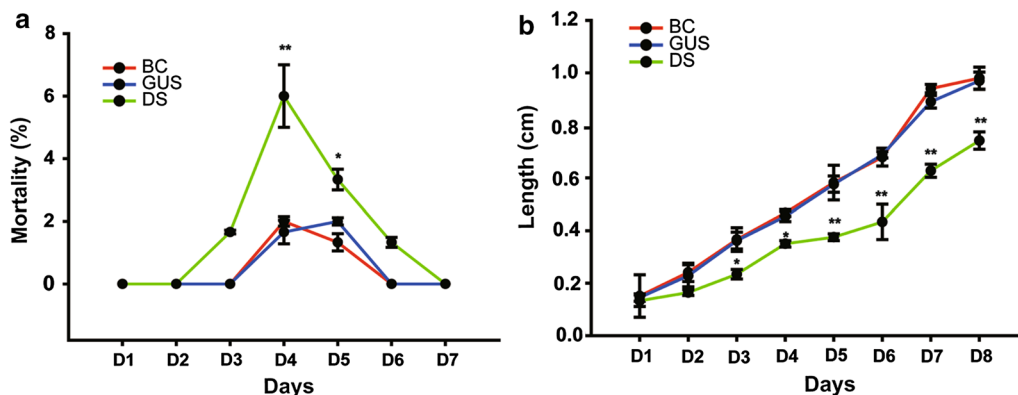 a
Mortality (%)
8
6
4
2
0
BC
GUS
DS
**
*
D1 D2 D3 D4 D5 D6 D7
Days
b
Length (cm)
1.2
1.0
0.8
0.6
0.4
0.2
0.0
BC
GUS
DS
*
*
**
**
**
**
D1 D2 D3 D4 D5 D6 D7 D8
Days